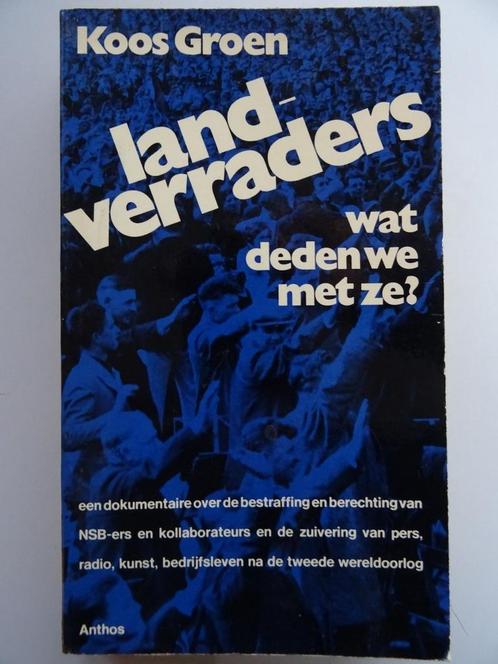 Koos Groen
land-
verraders
wat
deden we
met ze?
een dokumentaire over de bestraffing en berechting van
NSB-ers en kollaborateurs en de zuivering van pers,
radio, kunst, bedrijfsleven na de tweede wereldoorlog
Anthos